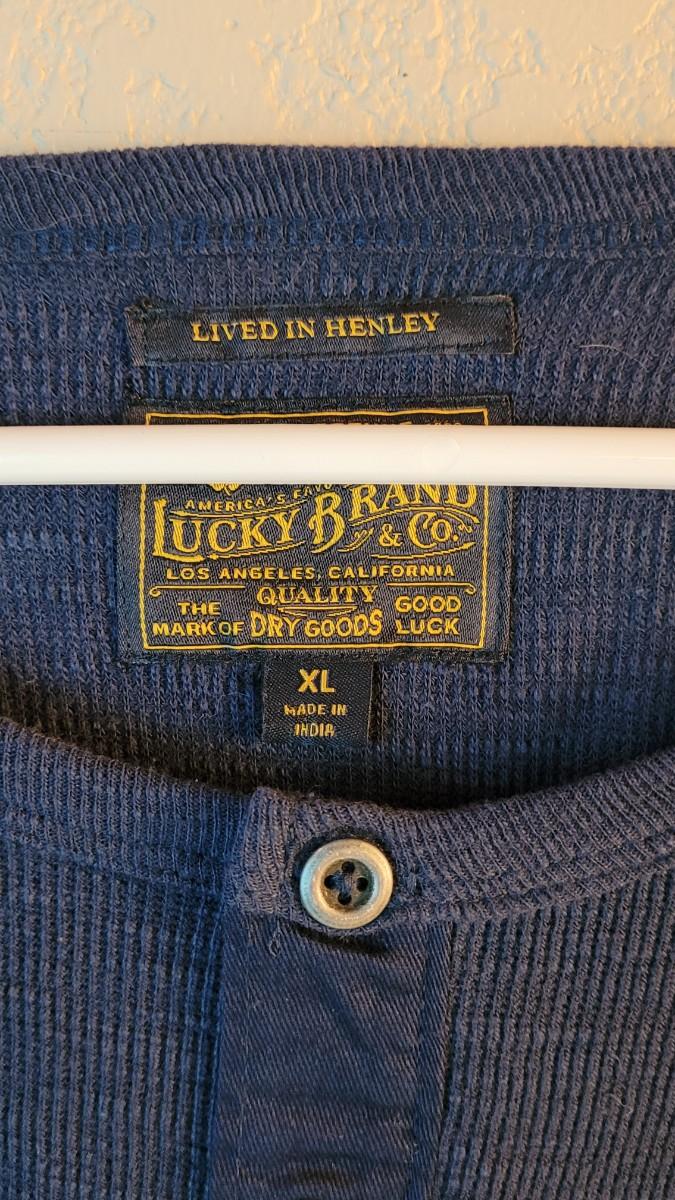 LIVED IN HENLEY
AMERICA'S
LUCKY BRAND
& CO.
LOS ANGELES, CALIFORNIA
QUALITY
THE MARK OF DRY GOODS GOOD LUCK
XL
MADE IN
INDIA